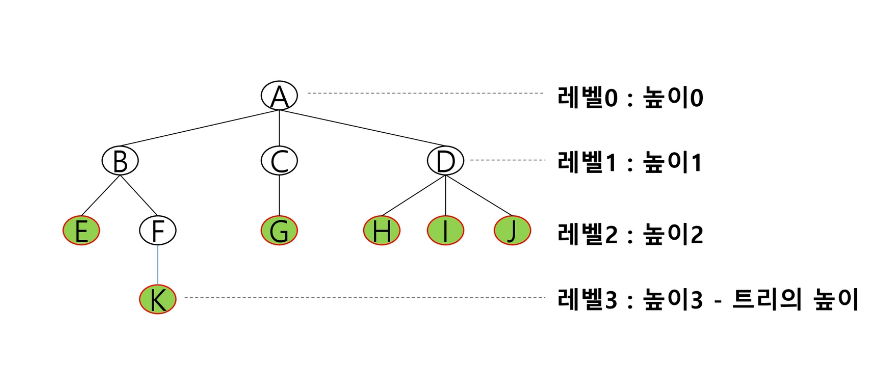 A
레벨0 : 높이0
B C D
레벨1 : 높이1
E F G H I J
레벨2 : 높이2
K
레벨3 : 높이3 - 트리의 높이